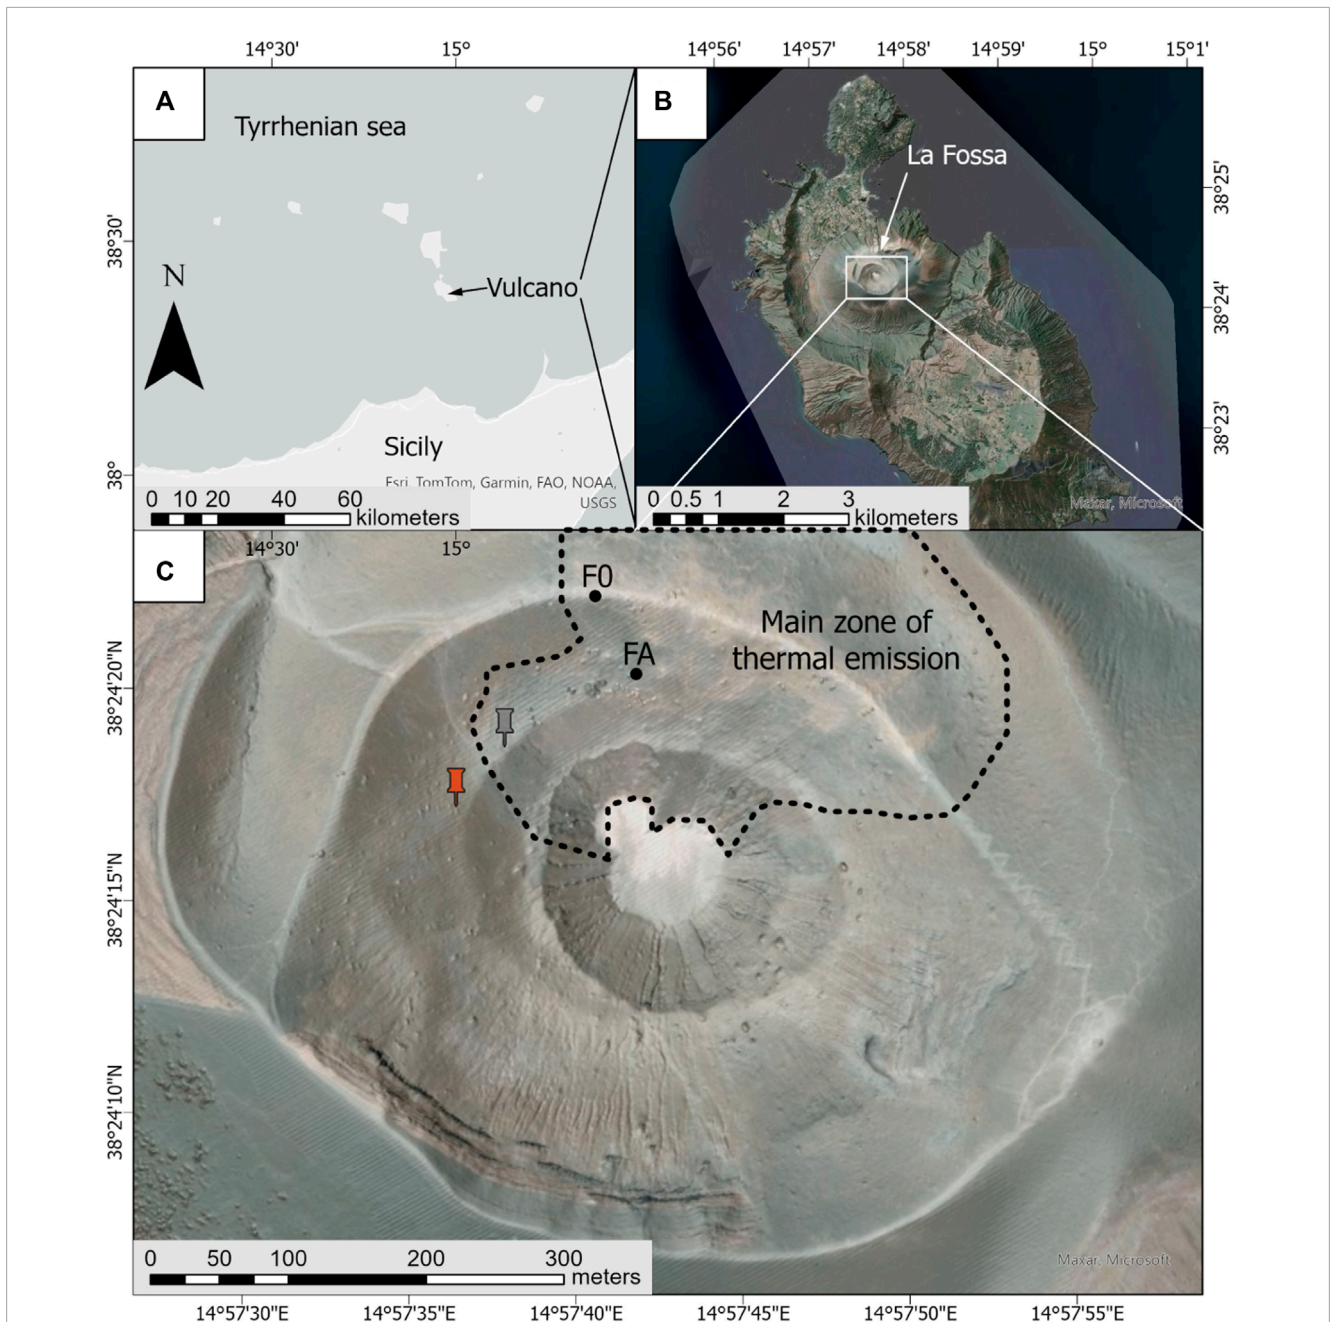 14°30' 15° 14°56' 14°57' 14°58' 14°59' 15° 15°1'
A
B
Tyrrhenian sea
La Fossa
38°25'
38°30'
N
Vulcano
38°24'
38°23'
Sicily
38°
Esri, TomTom, Garmin, FAO, NOAA,
USGS
0 10 20 40 60
kilometers
0 0.5 1 2 3
kilometers
Maxar, Microsoft
14°30' 15°
C
F0
Main zone of
thermal emission
FA
38°24'20"N
38°24'15"N
38°24'10"N
0 50 100 200 300
meters
Maxar, Microsoft
14°57'30"E 14°57'35"E 14°57'40"E 14°57'45"E 14°57'50"E 14°57'55"E